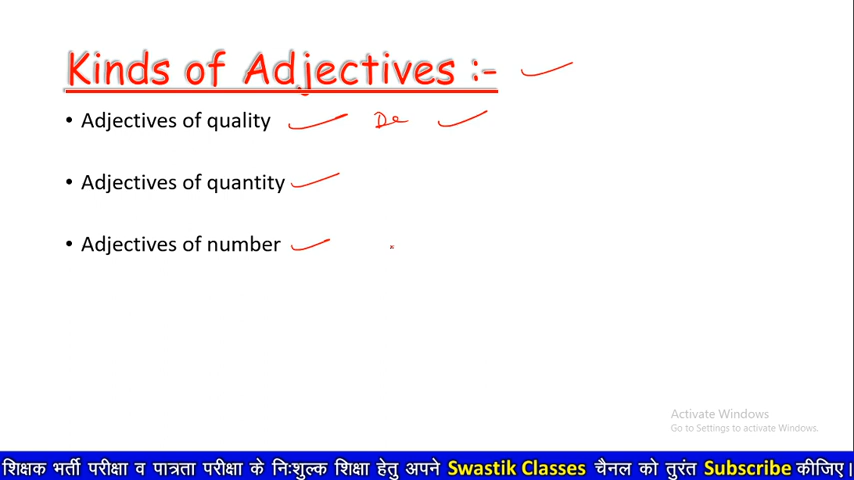 Kinds of Adjectives :-
• Adjectives of quality De
• Adjectives of quantity
• Adjectives of number
Activate Windows
Go to Settings to activate Windows.
शिक्षक भर्ती परीक्षा व पात्रता परीक्षा के निःशुल्क शिक्षा हेतु अपने Swastik Classes चैनल को तुरंत Subscribe कीजिए।